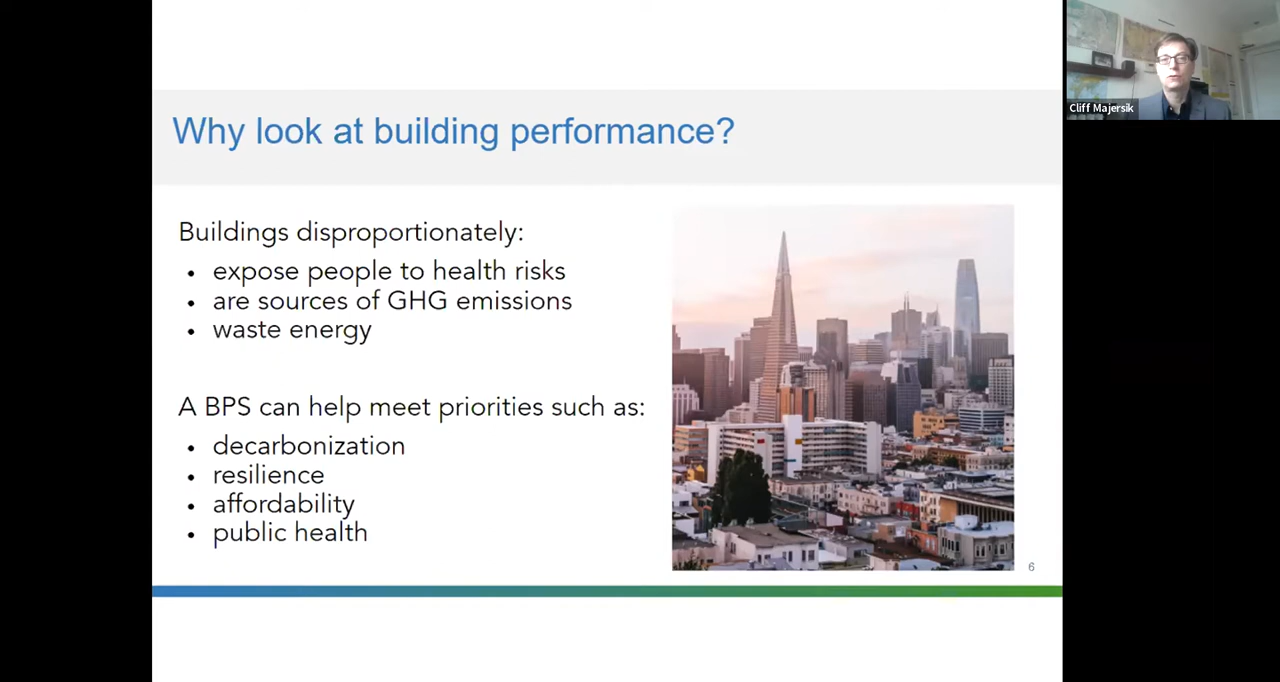 Why look at building performance?
Cliff Majersik
Buildings disproportionately:
• expose people to health risks
• are sources of GHG emissions
• waste energy
A BPS can help meet priorities such as:
• decarbonization
• resilience
• affordability
• public health
6